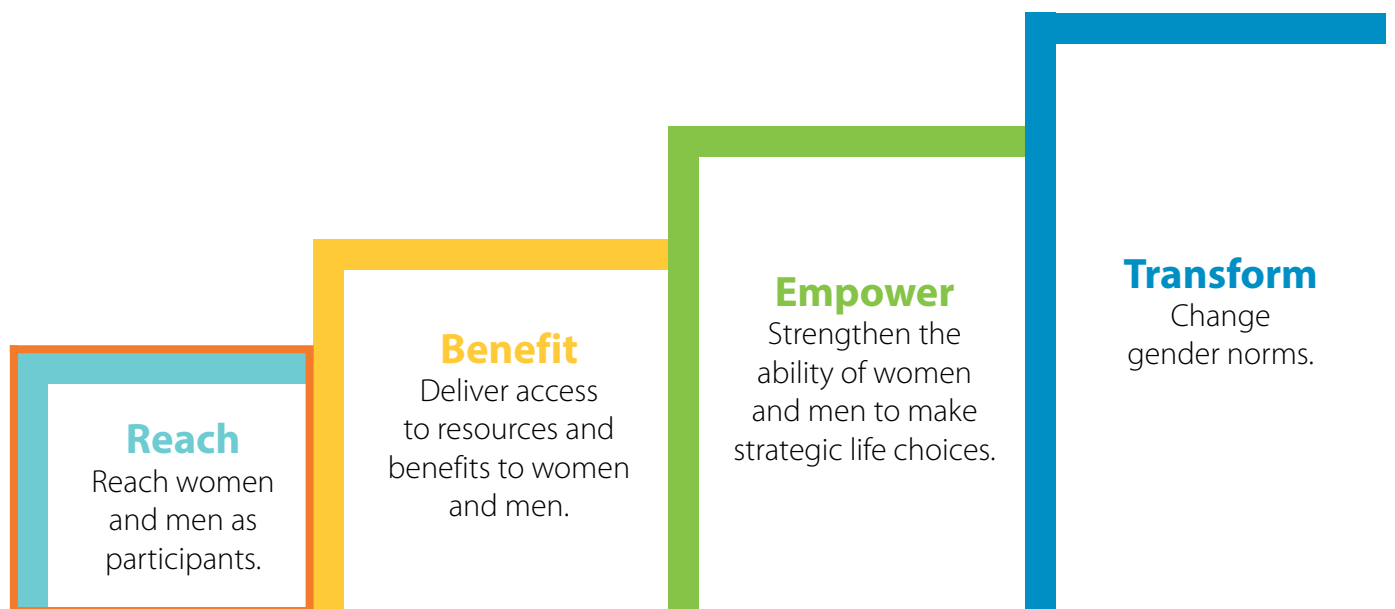 Reach
Reach women
and men as
participants.
Benefit
Deliver access
to resources and
benefits to women
and men.
Empower
Strengthen the
ability of women
and men to make
strategic life choices.
Transform
Change
gender norms.